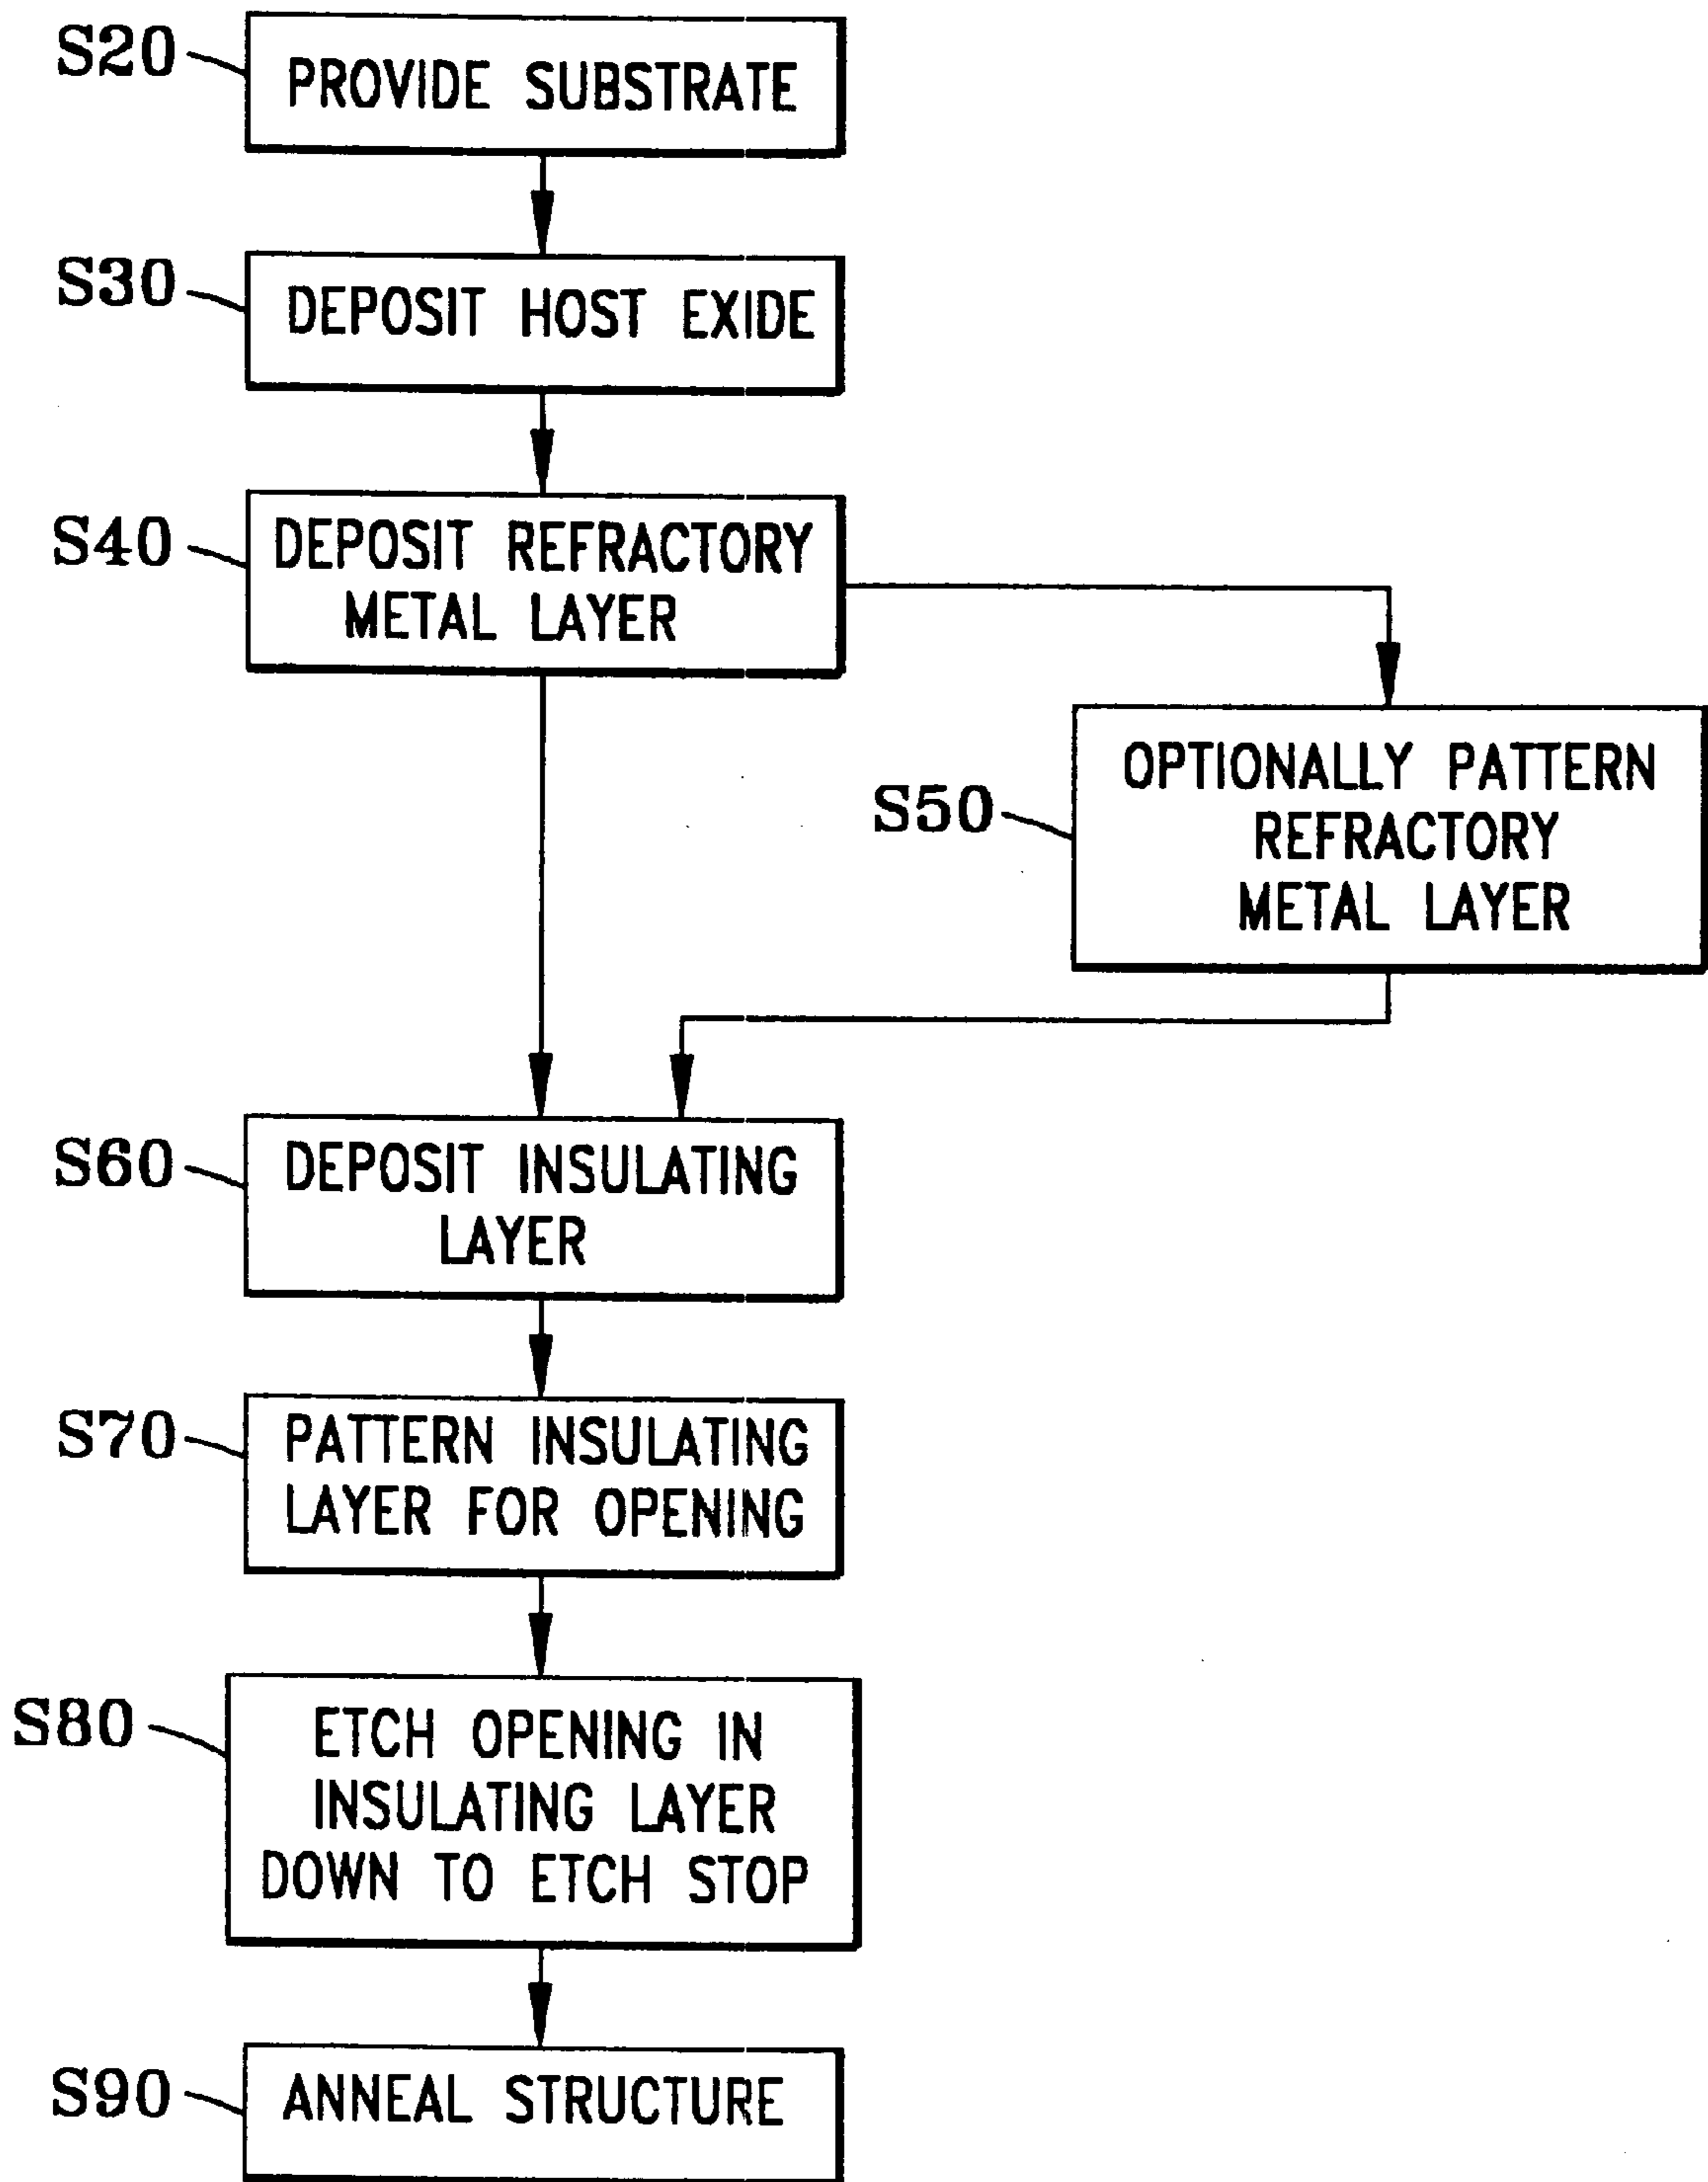 S20
PROVIDE SUBSTRATE
S30
DEPOSIT HOST EXIDE
S40
DEPOSIT REFRACTORY
METAL LAYER
S50
OPTIONALLY PATTERN
REFRACTORY
METAL LAYER
S60
DEPOSIT INSULATING
LAYER
S70
PATTERN INSULATING
LAYER FOR OPENING
S80
ETCH OPENING IN
INSULATING LAYER
DOWN TO ETCH STOP
S90
ANNEAL STRUCTURE